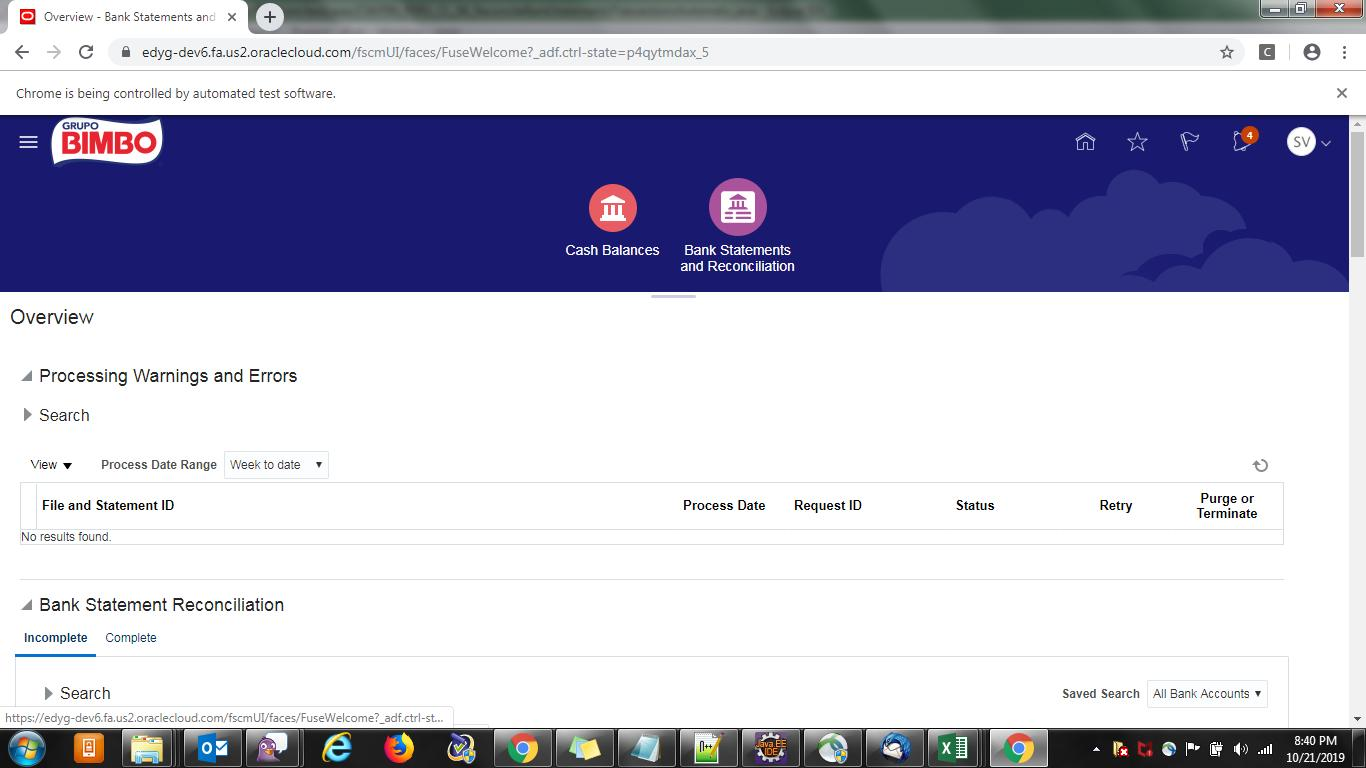 Overview - Bank Statements and
edyg-dev6.fa.us2.oraclecloud.com/fscmUI/faces/FuseWelcome?_adf.ctrl-state=p4qytmdax_5
C
Chrome is being controlled by automated test software.
GRUPO
BIMBO
4
SV
Cash Balances
Bank Statements
and Reconciliation
Overview
Processing Warnings and Errors
Search
View
Process Date Range
Week to date
File and Statement ID
Process Date
Request ID
Status
Retry
Purge or
Terminate
No results found.
Bank Statement Reconciliation
Incomplete
Complete
Search
Saved Search
All Bank Accounts
https://edyg-dev6.fa.us2.oraclecloud.com/fscmUI/faces/FuseWelcome?_adf.ctrl-st...
Java EE
IDE
8:40 PM
10/21/2019